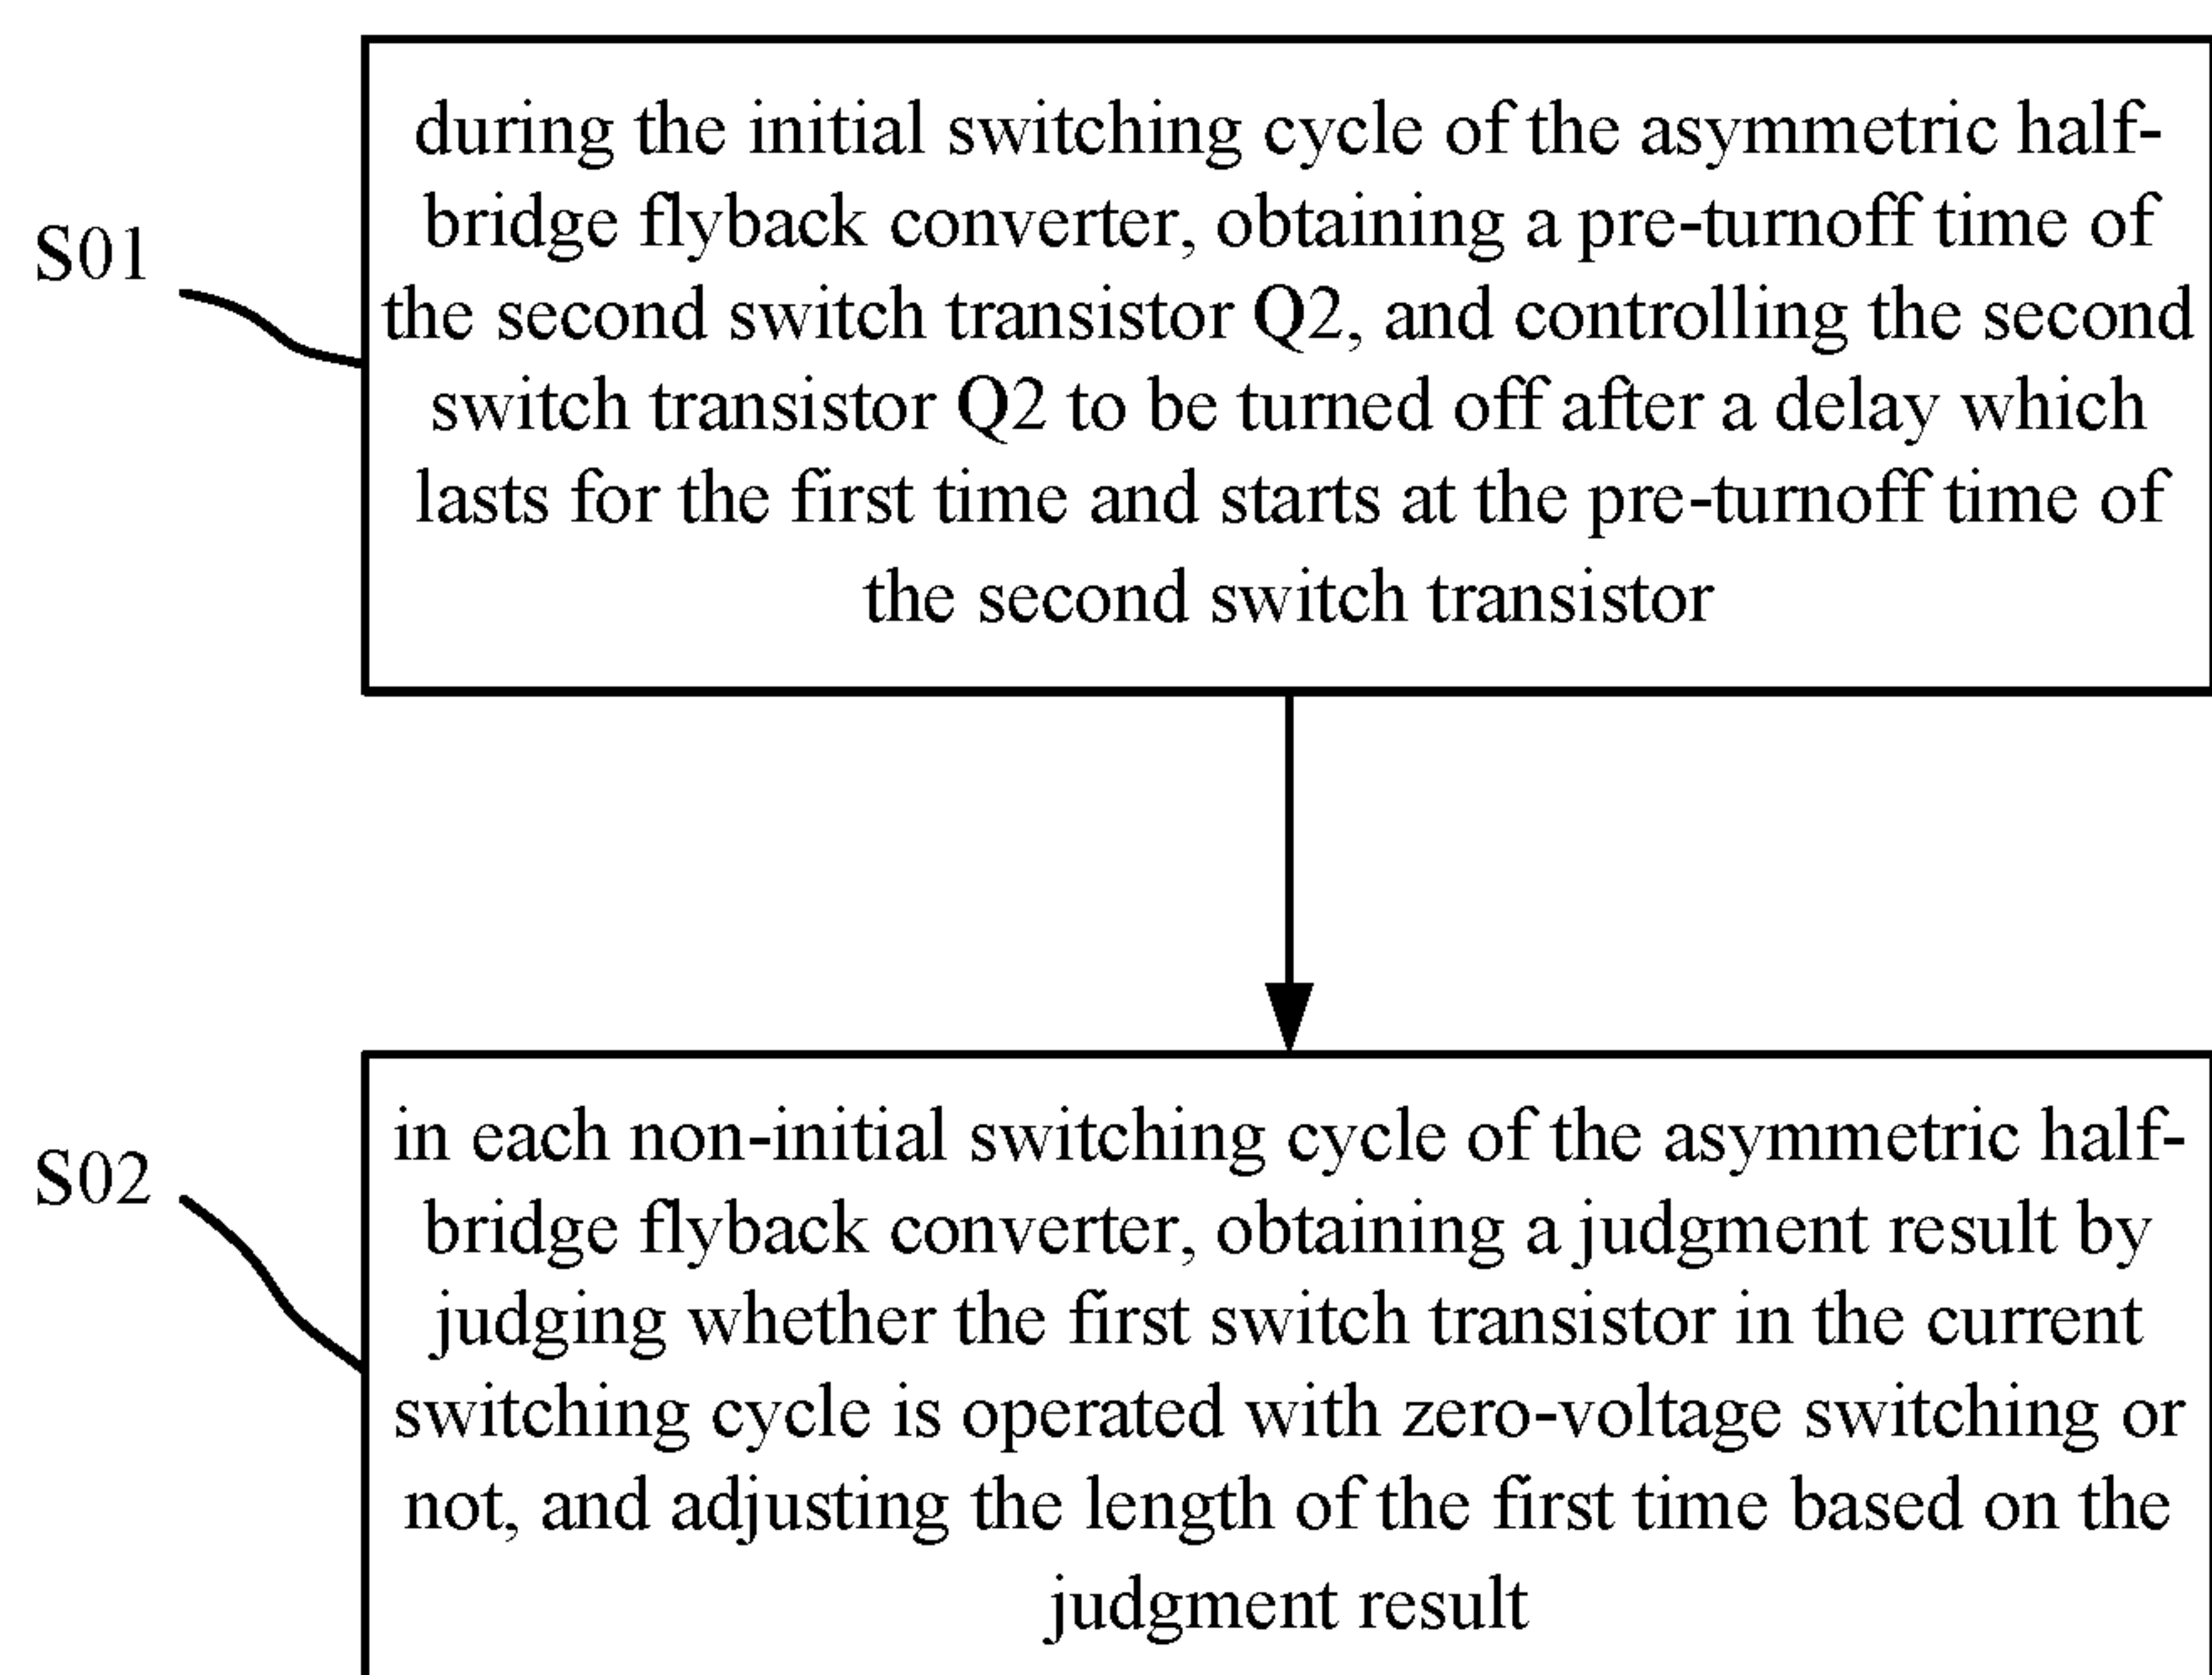 S01
during the initial switching cycle of the asymmetric half-
bridge flyback converter, obtaining a pre-turnoff time of
the second switch transistor Q2, and controlling the second
switch transistor Q2 to be turned off after a delay which
lasts for the first time and starts at the pre-turnoff time of
the second switch transistor
S02
in each non-initial switching cycle of the asymmetric half-
bridge flyback converter, obtaining a judgment result by
judging whether the first switch transistor in the current
switching cycle is operated with zero-voltage switching or
not, and adjusting the length of the first time based on the
judgment result